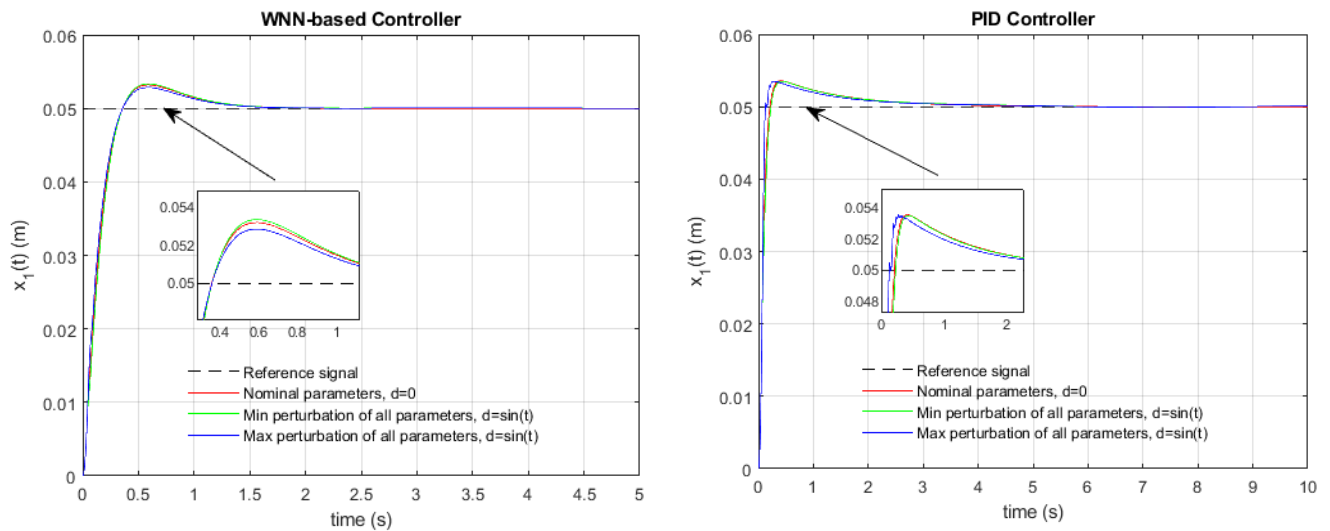 WNN-based Controller
0.06
0.05
0.04
0.03
0.02
0.01
0
x1(t) (m)
0.054
0.052
0.05
0.4 0.6 0.8 1
Reference signal
Nominal parameters, d=0
Min perturbation of all parameters, d=sin(t)
Max perturbation of all parameters, d=sin(t)
0 0.5 1 1.5 2 2.5 3 3.5 4 4.5 5
time (s)
PID Controller
0.06
0.05
0.04
0.03
0.02
0.01
0
x1(t) (m)
0.054
0.052
0.05
0.048
0 1 2
Reference signal
Nominal parameters, d=0
Min perturbation of all parameters, d=sin(t)
Max perturbation of all parameters, d=sin(t)
0 1 2 3 4 5 6 7 8 9 10
time (s)